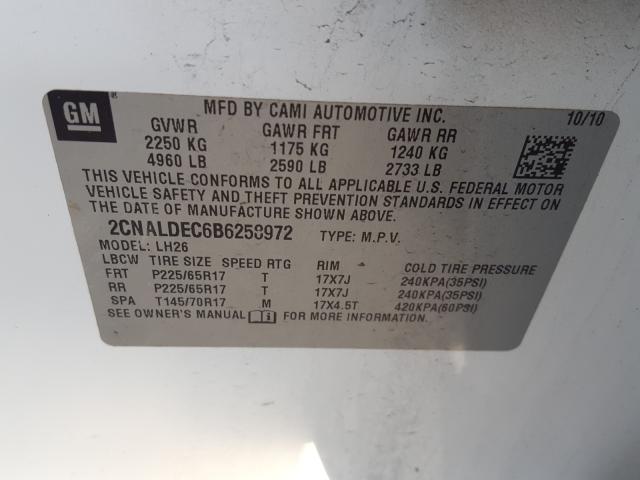 GM
MFD BY CAMI AUTOMOTIVE INC. 10/10
GVWR GAWR FRT GAWR RR
2250 KG 1175 KG 1240 KG
4960 LB 2590 LB 2733 LB
THIS VEHICLE CONFORMS TO ALL APPLICABLE U.S. FEDERAL MOTOR
VEHICLE SAFETY AND THEFT PREVENTION STANDARDS IN EFFECT ON
THE DATE OF MANUFACTURE SHOWN ABOVE.
2CNALDEC6B6258972 TYPE: M.P.V.
MODEL: LH26
LBCW TIRE SIZE SPEED RTG RIM COLD TIRE PRESSURE
FRT P225/65R17 T 17X7J 240KPA(35PSI)
RR P225/65R17 T 17X7J 240KPA(35PSI)
SPA T145/70R17 M 17X4.5T 420KPA(60PSI)
SEE OWNER'S MANUAL FOR MORE INFORMATION.